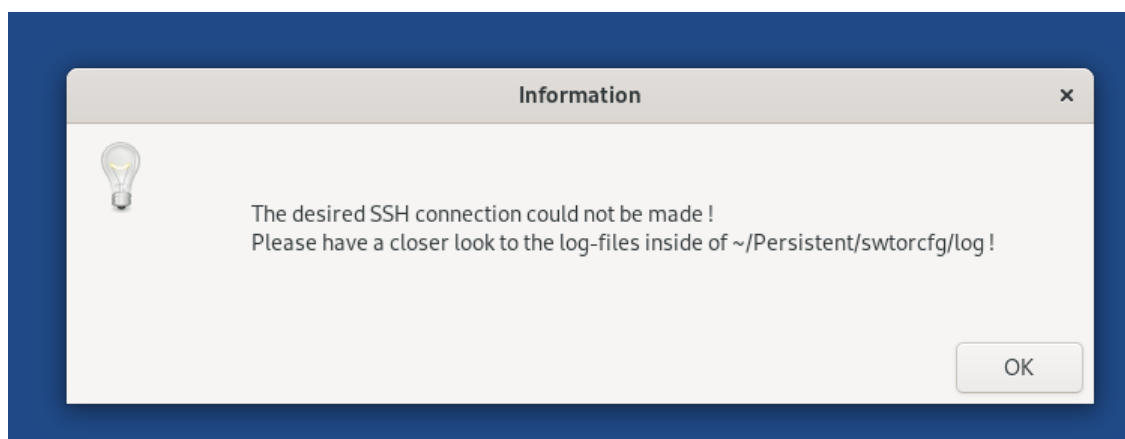 Information
×
The desired SSH connection could not be made !
Please have a closer look to the log-files inside of ~/Persistent/swtorcfg/log !
OK